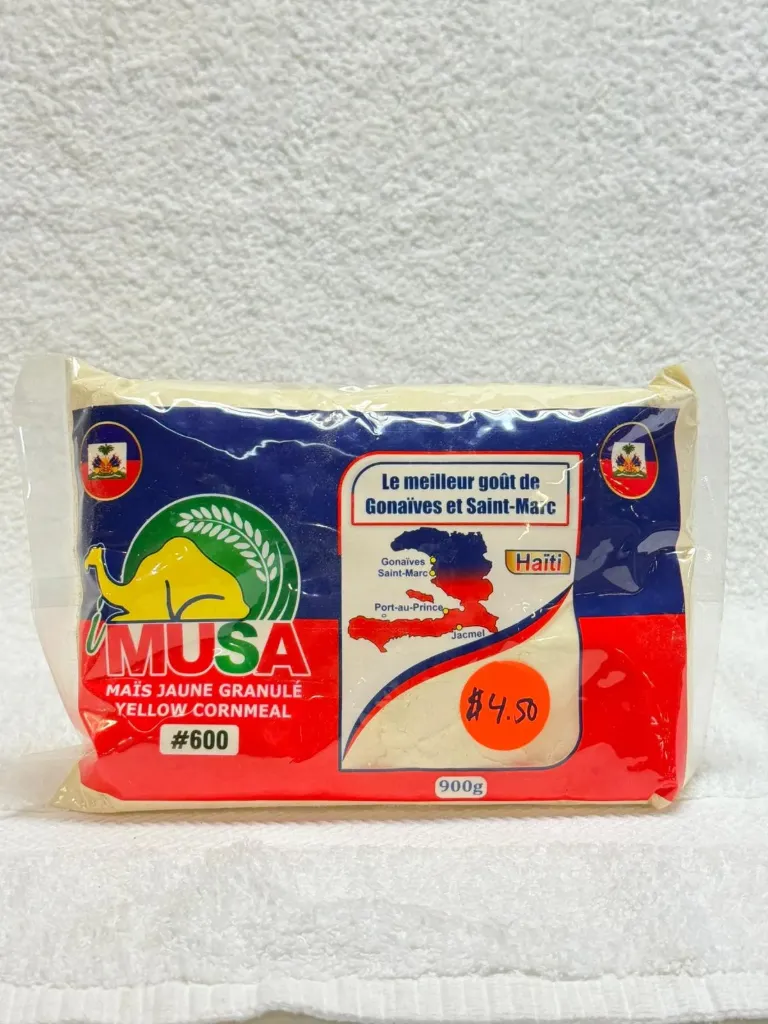 Le meilleur goût de
Gonaïves et Saint-Marc
Gonaïves
Saint-Marc
Haïti
Port-au-Prince
Jacmel
MUSA
MAÏS JAUNE GRANULÉ
YELLOW CORNMEAL
#600
$4.50
900g